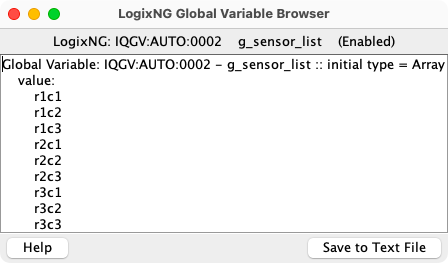 LogixNG Global Variable Browser
LogixNG: IQGV:AUTO:0002 g_sensor_list (Enabled)
Global Variable: IQGV:AUTO:0002 – g_sensor_list :: initial type = Array
value:
r1c1
r1c2
r1c3
r2c1
r2c2
r2c3
r3c1
r3c2
r3c3
Help Save to Text File